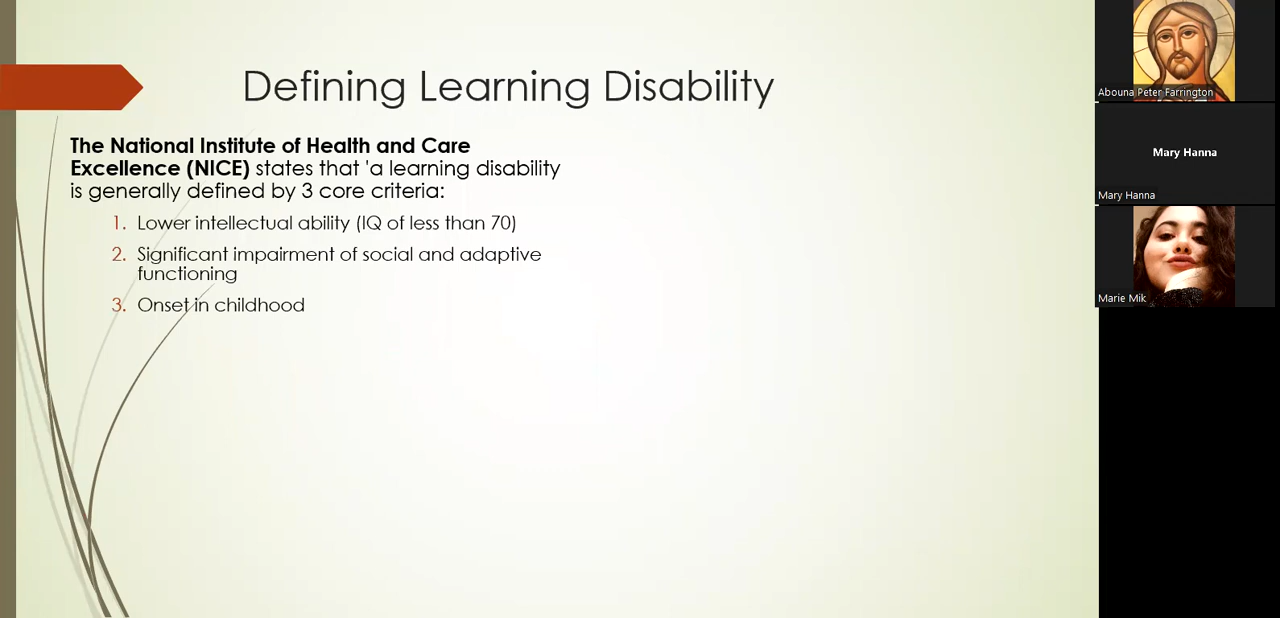 Defining Learning Disability
The National Institute of Health and Care
Excellence (NICE) states that 'a learning disability
is generally defined by 3 core criteria:
1. Lower intellectual ability (IQ of less than 70)
2. Significant impairment of social and adaptive
functioning
3. Onset in childhood
Abouna Peter Farrington
Mary Hanna
Mary Hanna
Marie Mik